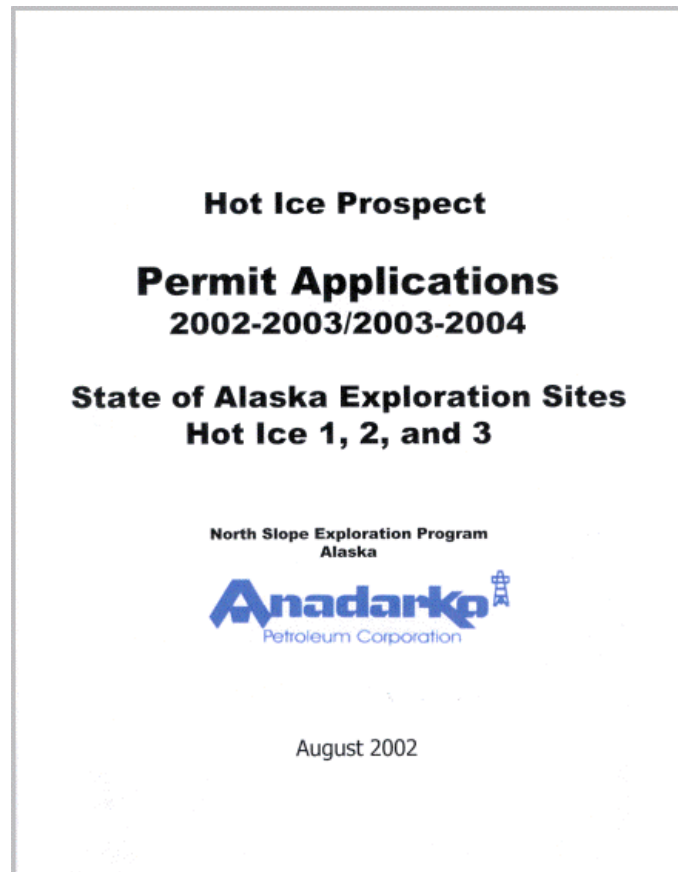 Hot Ice Prospect
Permit Applications
2002-2003/2003-2004
State of Alaska Exploration Sites
Hot Ice 1, 2, and 3
North Slope Exploration Program
Alaska
Anadarko
Petroleum Corporation
August 2002